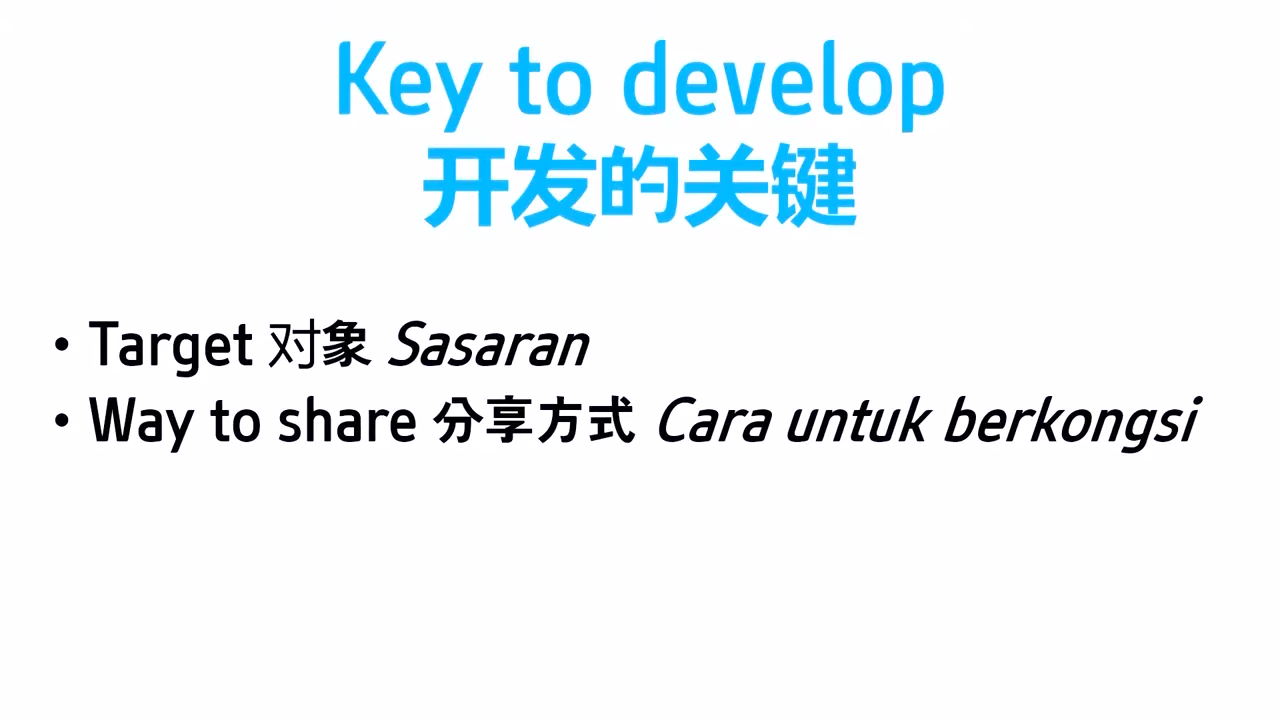 Key to develop
开发的关键
• Target 对象 Sasaran
• Way to share 分享方式 Cara untuk berkongsi